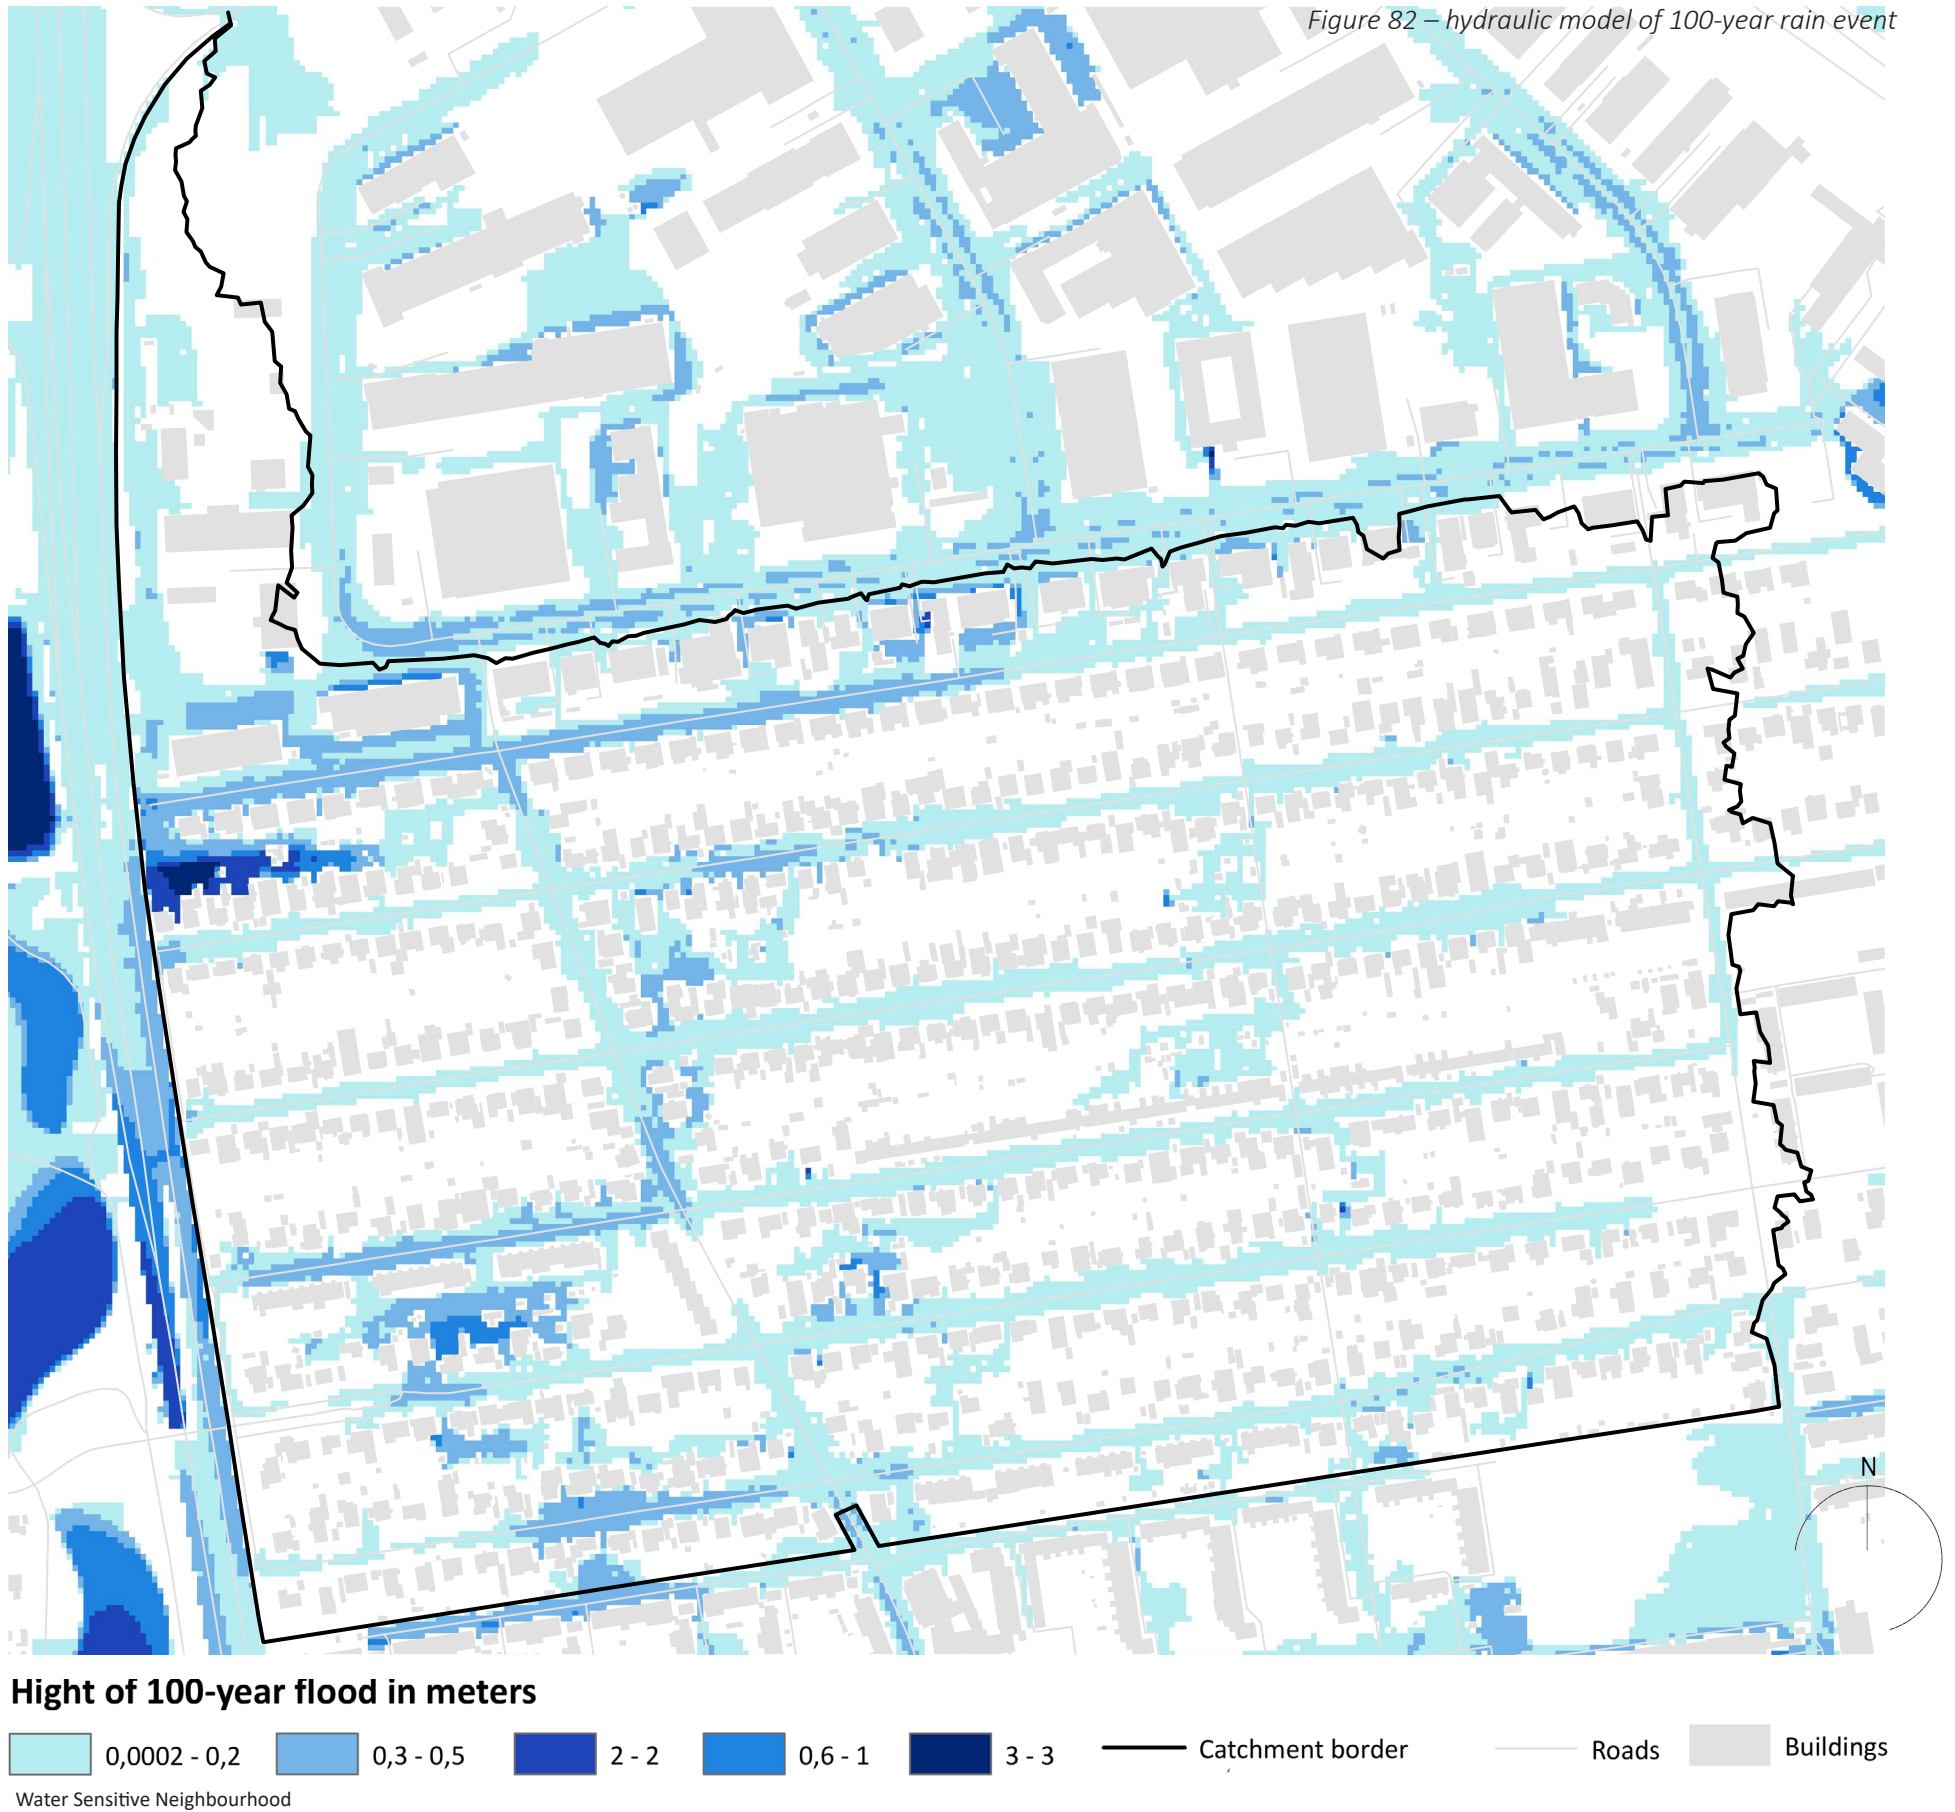 Figure 82 – hydraulic model of 100-year rain event
N
Hight of 100-year flood in meters
0,0002 - 0,2
0,3 - 0,5
2 - 2
0,6 - 1
3 - 3
Catchment border
Roads
Buildings
Water Sensitive Neighbourhood